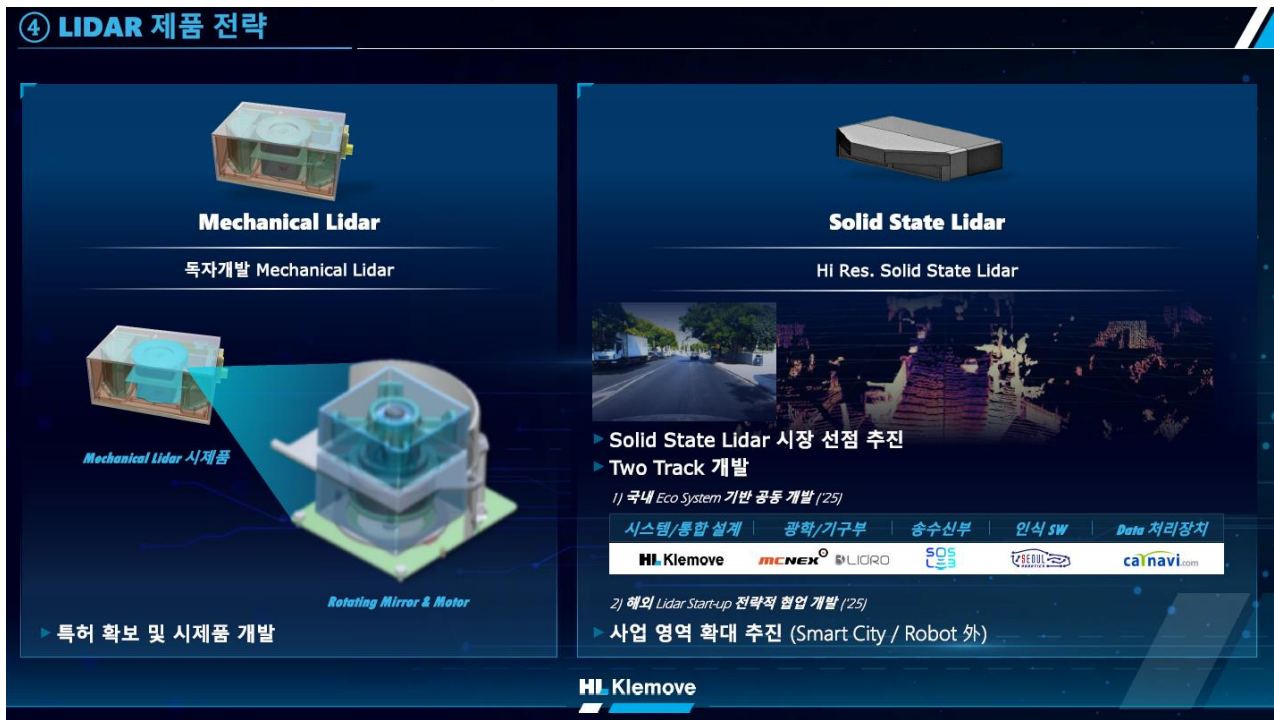 ④ LIDAR 제품 전략
Mechanical Lidar
독자개발 Mechanical Lidar
Mechanical Lidar 시제품
Rotating Mirror & Motor
▶ 특허 확보 및 시제품 개발
Solid State Lidar
Hi Res. Solid State Lidar
▶ Solid State Lidar 시장 선점 추진
▶ Two Track 개발
1) 국내 Eco System 기반 공동 개발 ('25)
시스템/통합 설계 | 광학/기구부 | 송수신부 | 인식 SW | Data 처리장치
HL Klemove MCNEX LIDRO SOS LAB SEOUL ROBOTICS carnavi.com
2) 해외 Lidar Start-up 전략적 협업 개발 ('25)
▶ 사업 영역 확대 추진 (Smart City / Robot 外)
HL Klemove